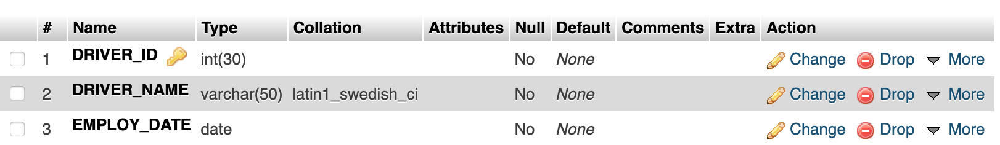 # Name Type Collation Attributes Null Default Comments Extra Action
1 DRIVER_ID int(30) No None Change Drop More
2 DRIVER_NAME varchar(50) latin1_swedish_ci No None Change Drop More
3 EMPLOY_DATE date No None Change Drop More